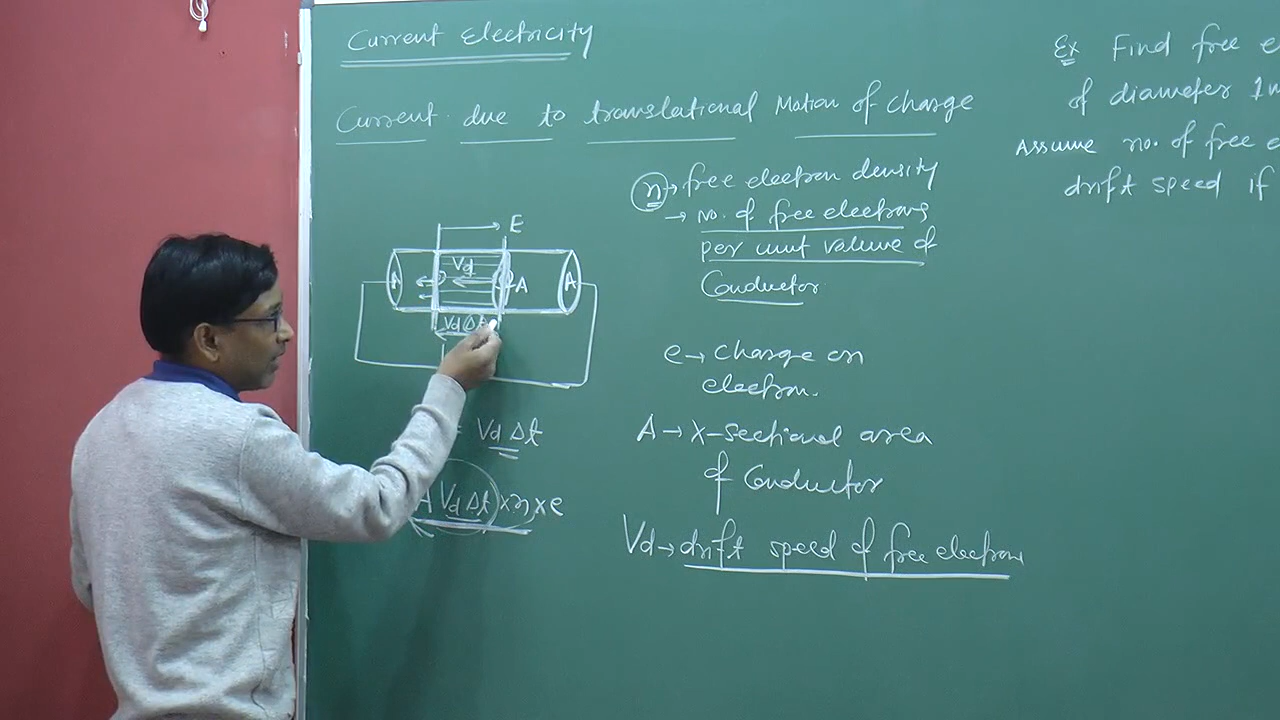 Current Electricity
Current due to translational Motion of Charge
n → free electron density
→ No. of free electrons
per unit volume of
Conductor
E
A Vd A A
Vd Δt
e → Charge on
electron.
= Vd Δt
A → X-sectional area
of Conductor
A Vd Δt × n × e
Vd → drift speed of free electrons
Ex Find free e
of diameter 1
Assume no. of free e
drift speed if